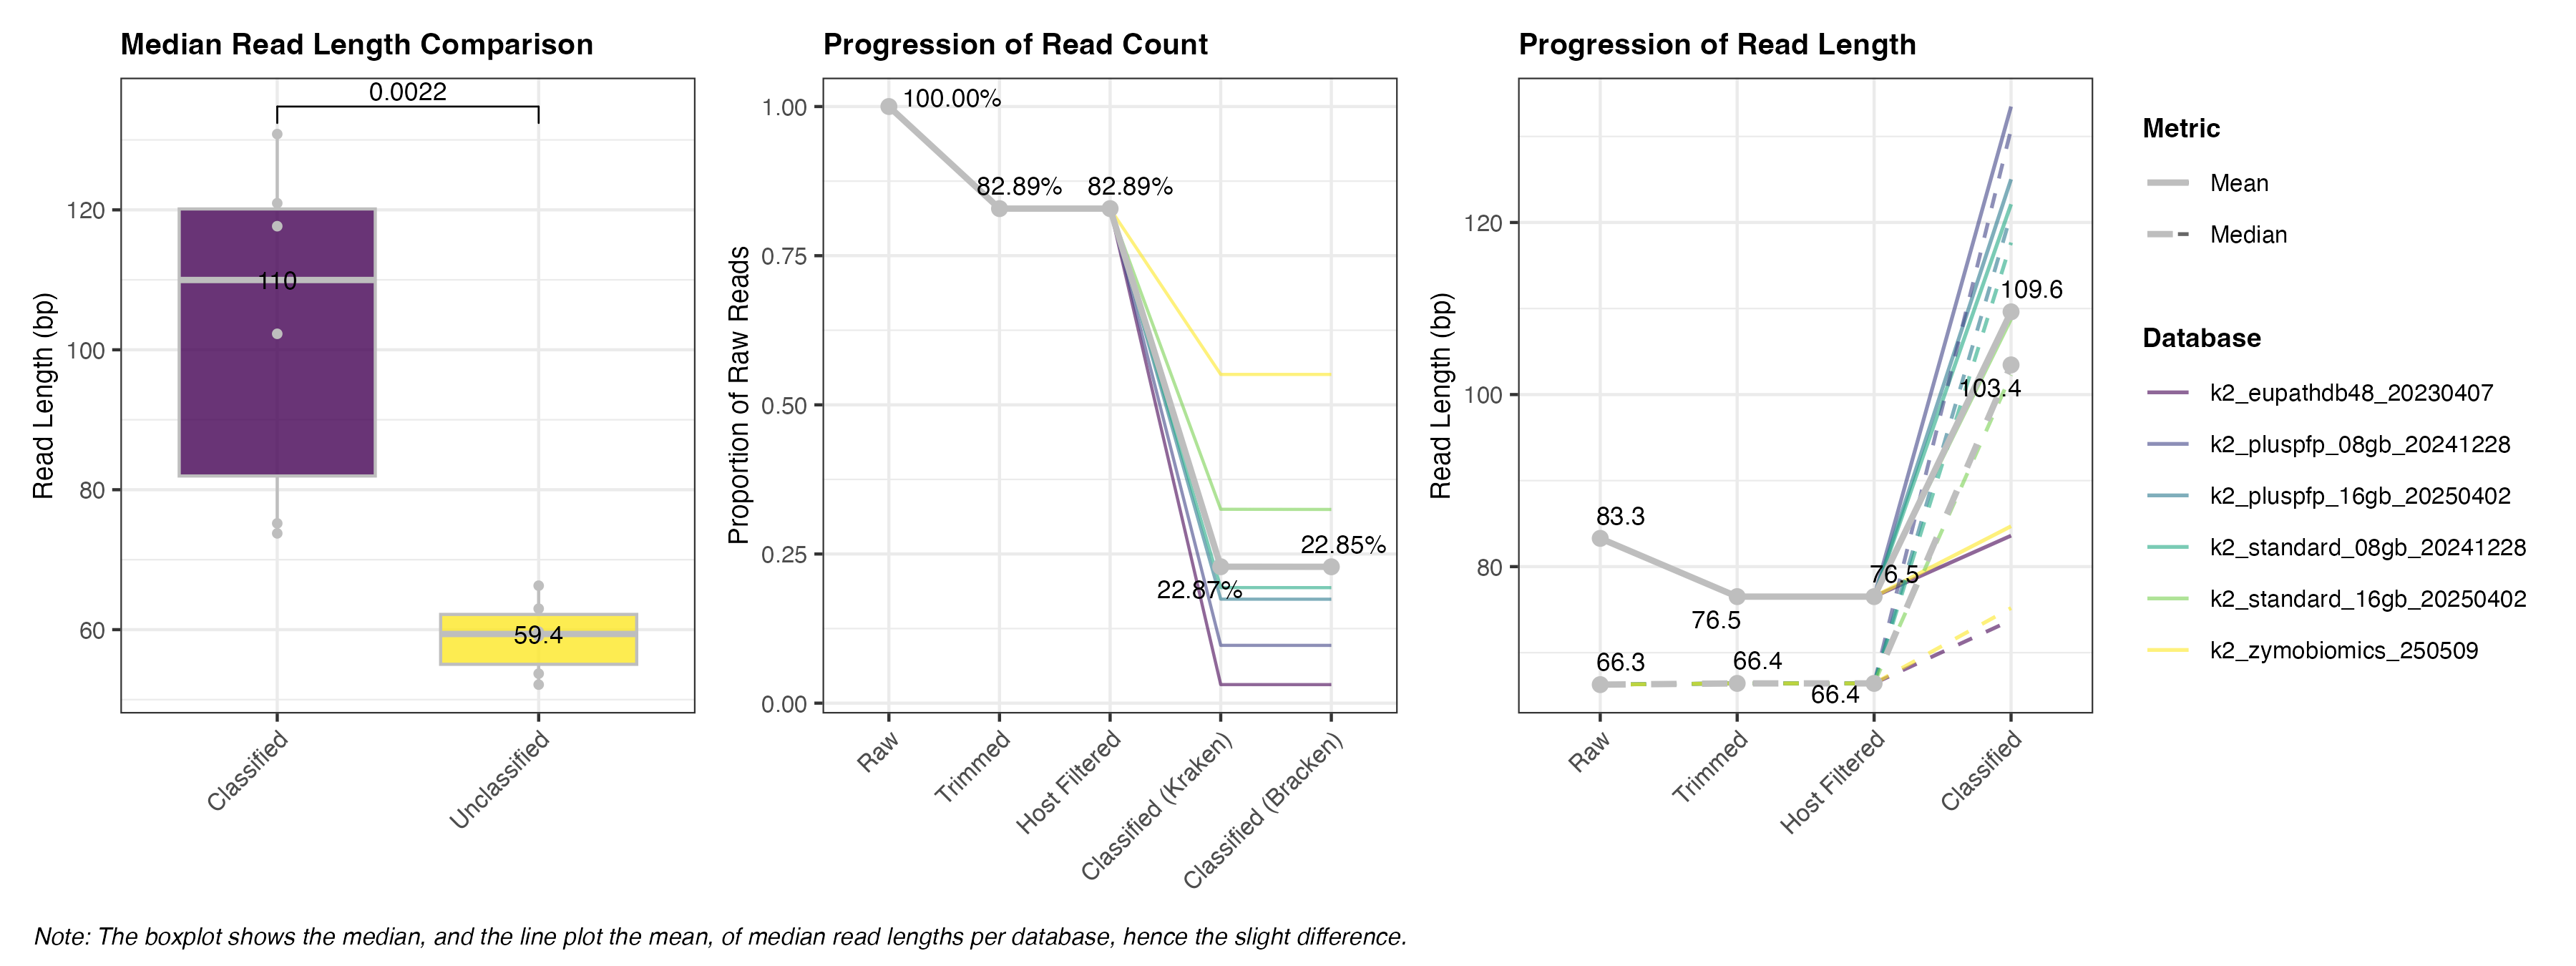 Median Read Length Comparison
Read Length (bp)
120
100
80
60
0.0022
110
59.4
Classified
Unclassified
Progression of Read Count
Proportion of Raw Reads
1.00
0.75
0.50
0.25
0.00
100.00%
82.89%
82.89%
22.87%
22.85%
Raw
Trimmed
Host Filtered
Classified (Kraken)
Classified (Bracken)
Progression of Read Length
Read Length (bp)
120
100
80
83.3
76.5
76.5
109.6
103.4
66.3
66.4
66.4
Raw
Trimmed
Host Filtered
Classified
Metric
Mean
Median
Database
k2_eupathdb48_20230407
k2_pluspfp_08gb_20241228
k2_pluspfp_16gb_20250402
k2_standard_08gb_20241228
k2_standard_16gb_20250402
k2_zymobiomics_250509
Note: The boxplot shows the median, and the line plot the mean, of median read lengths per database, hence the slight difference.